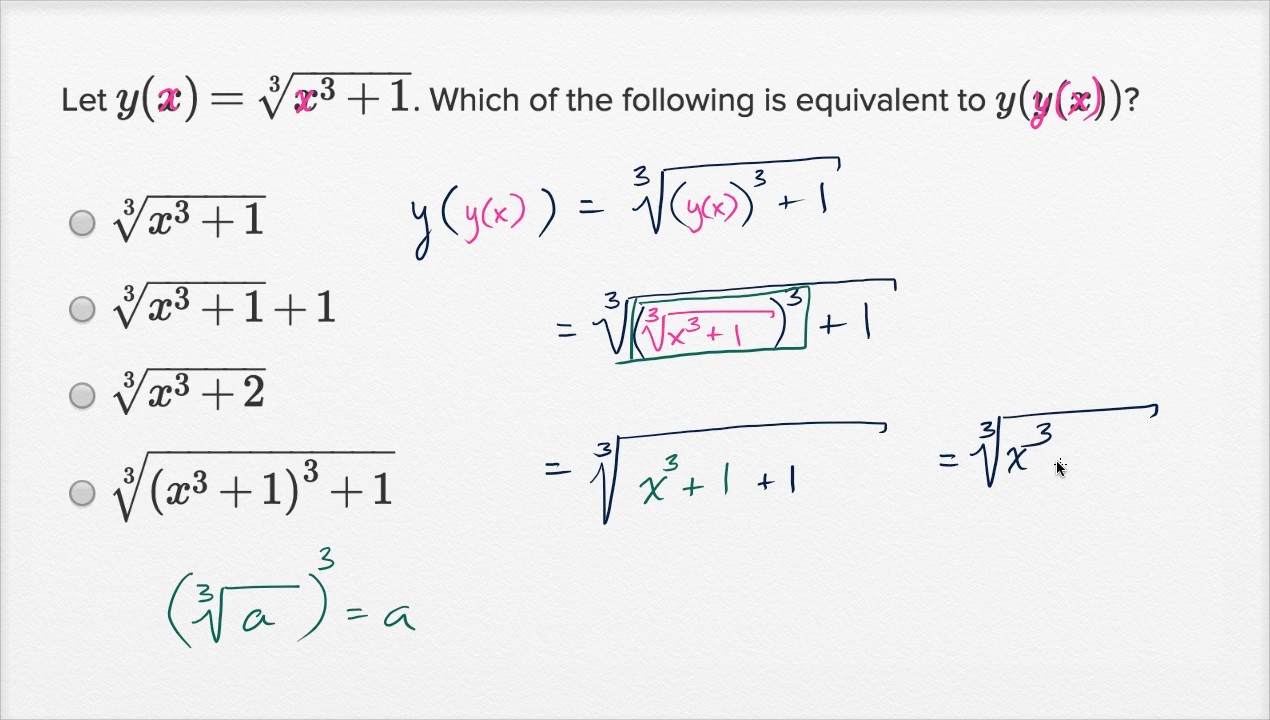 Let y(x) = ∛(x³ + 1). Which of the following is equivalent to y(y(x))?
∛(x³ + 1)
∛(x³ + 1) + 1
∛(x³ + 2)
∛((x³ + 1)³ + 1)
y(y(x)) = ∛((y(x))³ + 1)
= ∛((∛(x³ + 1))³ + 1)
= ∛(x³ + 1 + 1) = ∛(x³
(∛a)³ = a